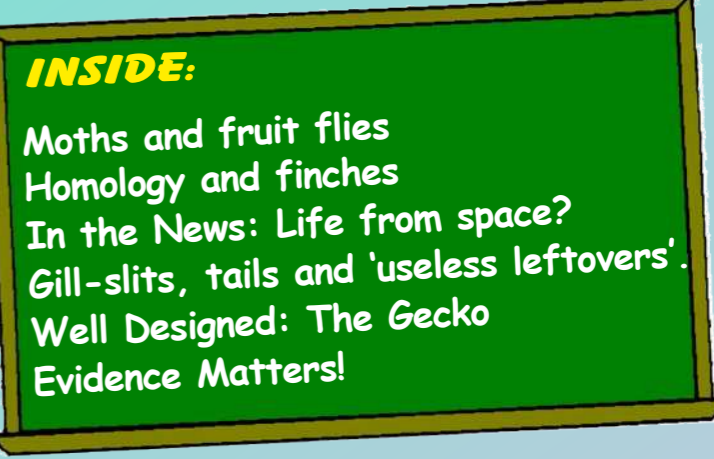 INSIDE:
Moths and fruit flies
Homology and finches
In the News: Life from space?
Gill-slits, tails and ‘useless leftovers’.
Well Designed: The Gecko
Evidence Matters!